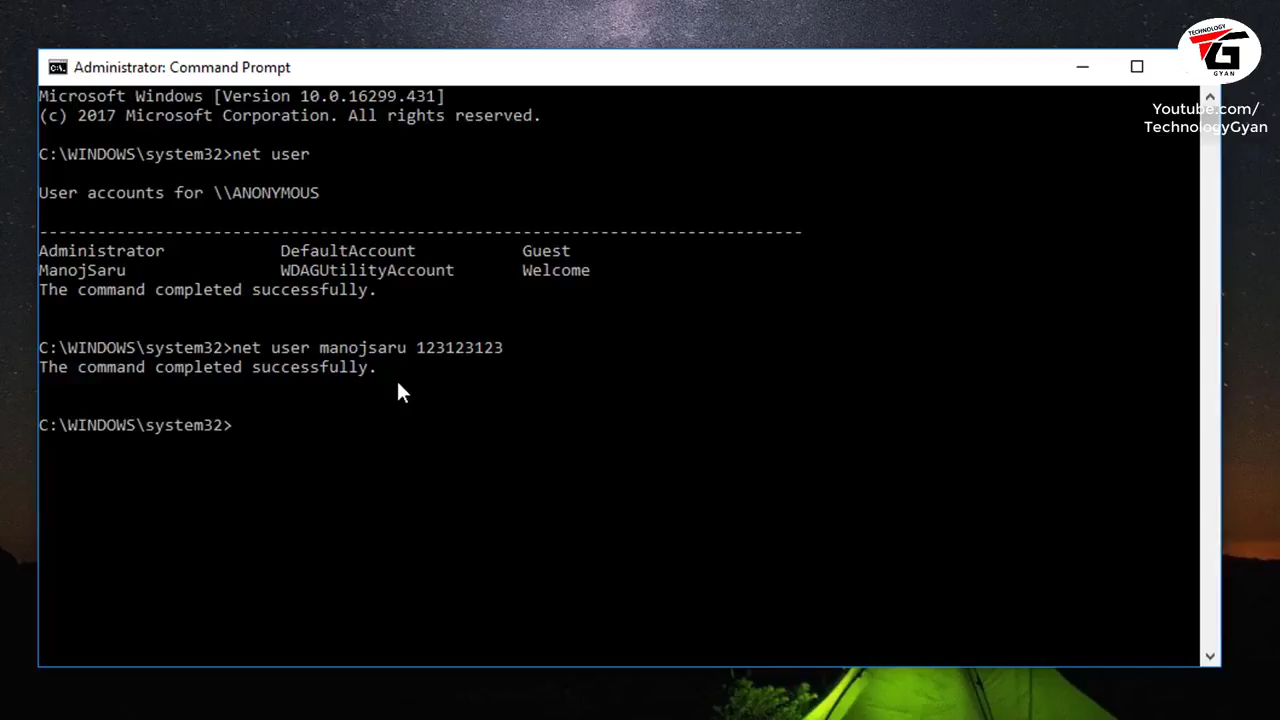 TECHNOLOGY
GYAN
Youtube.com/
TechnologyGyan
Administrator: Command Prompt
Microsoft Windows [Version 10.0.16299.431]
(c) 2017 Microsoft Corporation. All rights reserved.
C:\WINDOWS\system32>net user
User accounts for \\ANONYMOUS
-------------------------------------------------------------------------------
Administrator DefaultAccount Guest
ManojSaru WDAGUtilityAccount Welcome
The command completed successfully.
C:\WINDOWS\system32>net user manojsaru 123123123
The command completed successfully.
C:\WINDOWS\system32>